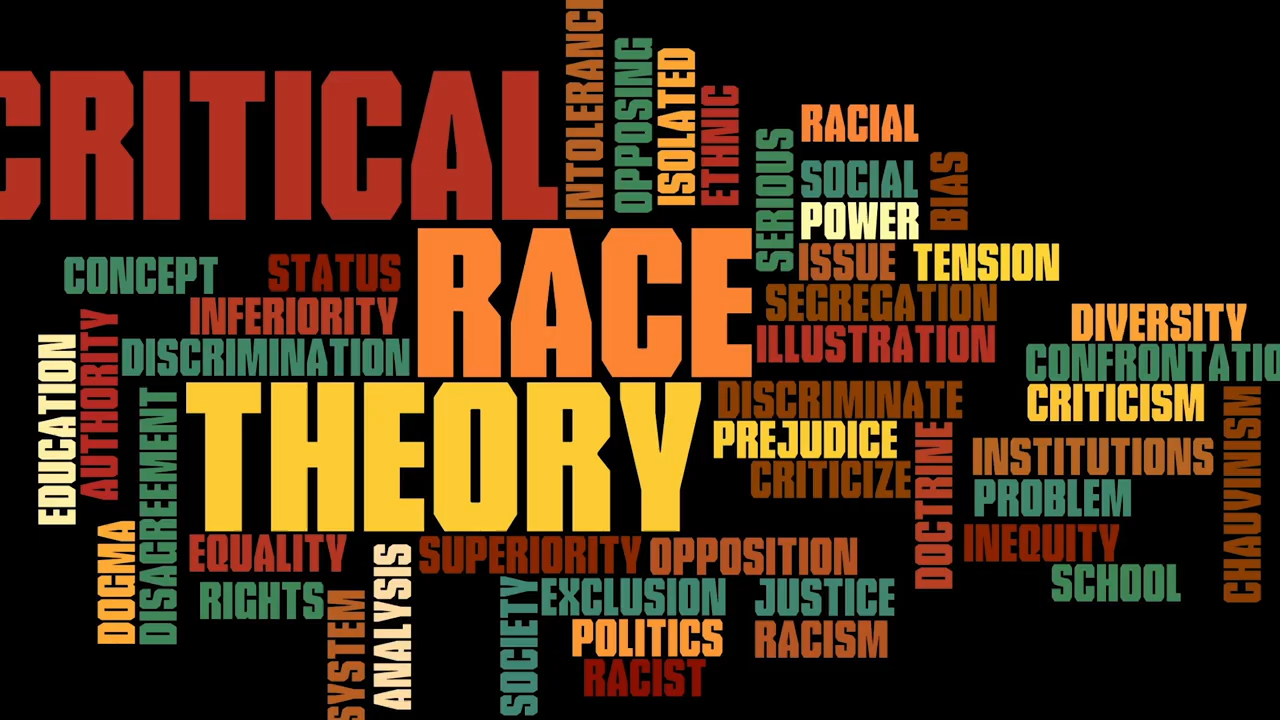 CRITICAL
INTOLERANC
OPPOSING
ISOLATED
ETHNIC
SERIOUS
RACIAL
SOCIAL
POWER
BIAS
RACE
ISSUE
TENSION
CONCEPT
STATUS
SEGREGATION
INFERIORITY
ILLUSTRATION
DISCRIMINATION
DIVERSITY
CONFRONTATIO
CRITICISM
EDUCATION
AUTHORITY
DISAGREEMENT
THEORY
DISCRIMINATE
PREJUDICE
CRITICIZE
DOCTRINE
INSTITUTIONS
PROBLEM
INEQUITY
SCHOOL
CHAUVINISM
DOGMA
EQUALITY
RIGHTS
SYSTEM
ANALYSIS
SUPERIORITY
OPPOSITION
SOCIETY
EXCLUSION
JUSTICE
POLITICS
RACISM
RACIST